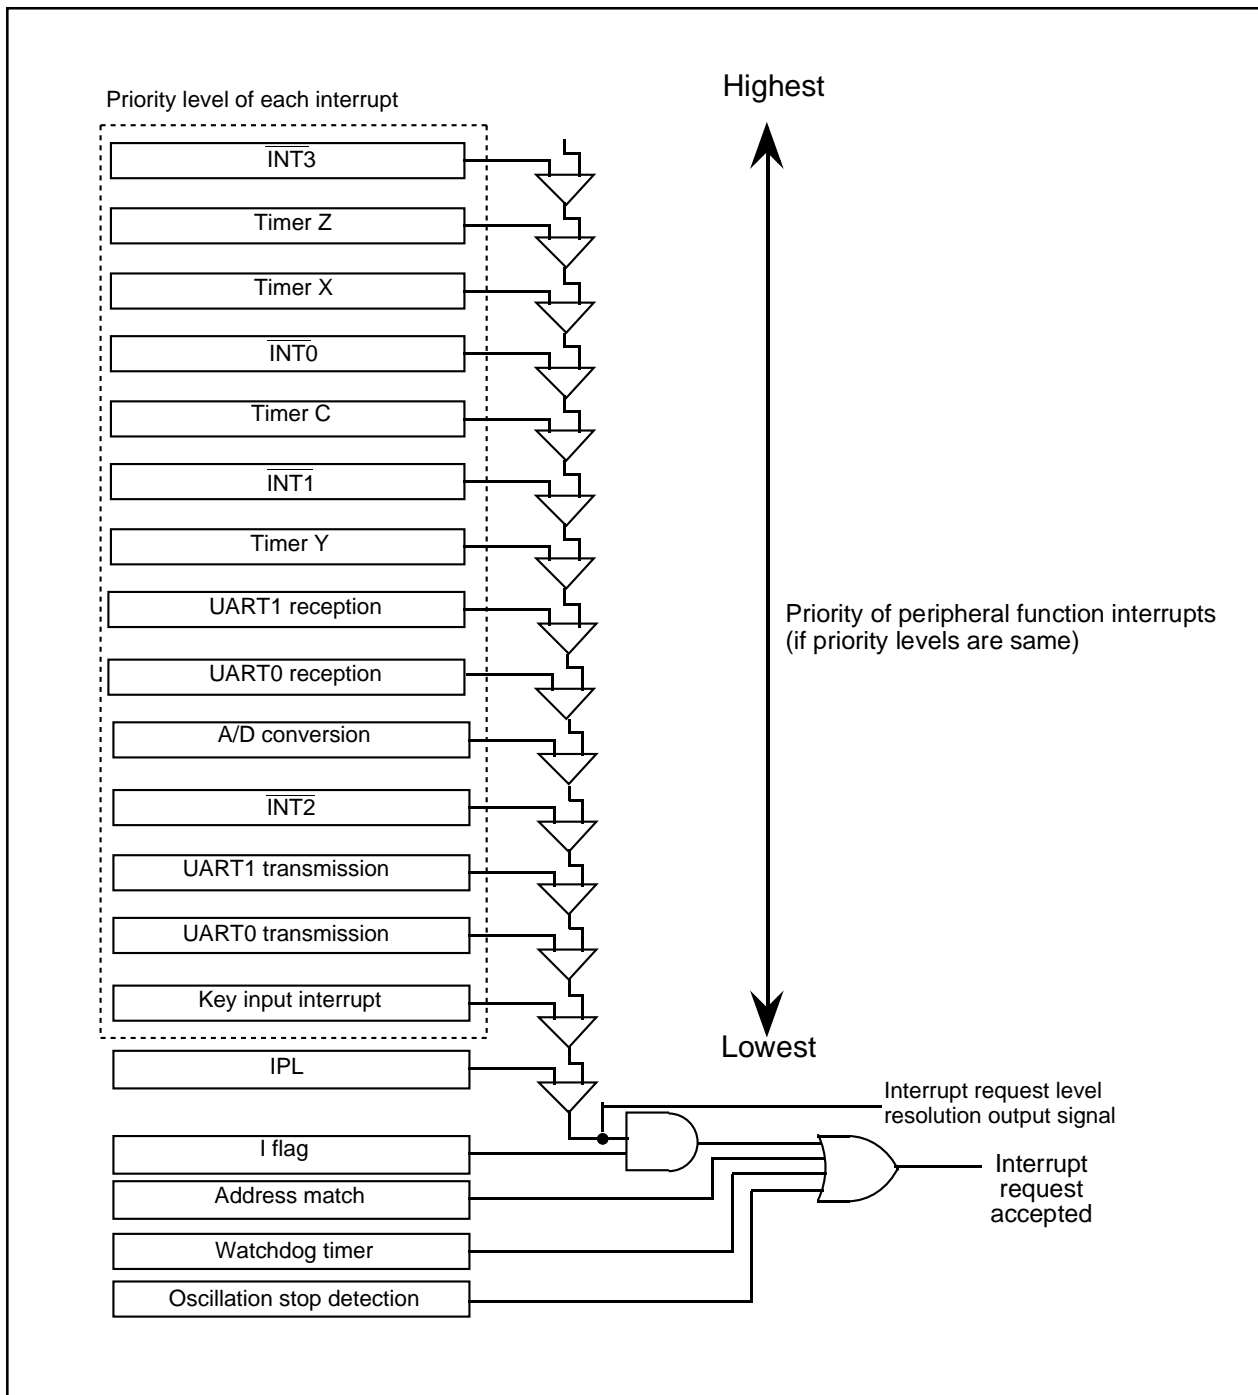 Highest
Priority level of each interrupt
INT3
Timer Z
Timer X
INT0
Timer C
INT1
Timer Y
UART1 reception
Priority of peripheral function interrupts
(if priority levels are same)
UART0 reception
A/D conversion
INT2
UART1 transmission
UART0 transmission
Key input interrupt
Lowest
IPL
Interrupt request level
resolution output signal
I flag
Interrupt
request
accepted
Address match
Watchdog timer
Oscillation stop detection